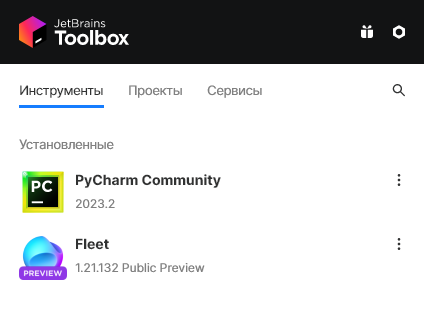 JetBrains
Toolbox
Инструменты Проекты Сервисы
Установленные
PC
PyCharm Community
2023.2
Fleet
PREVIEW
1.21.132 Public Preview